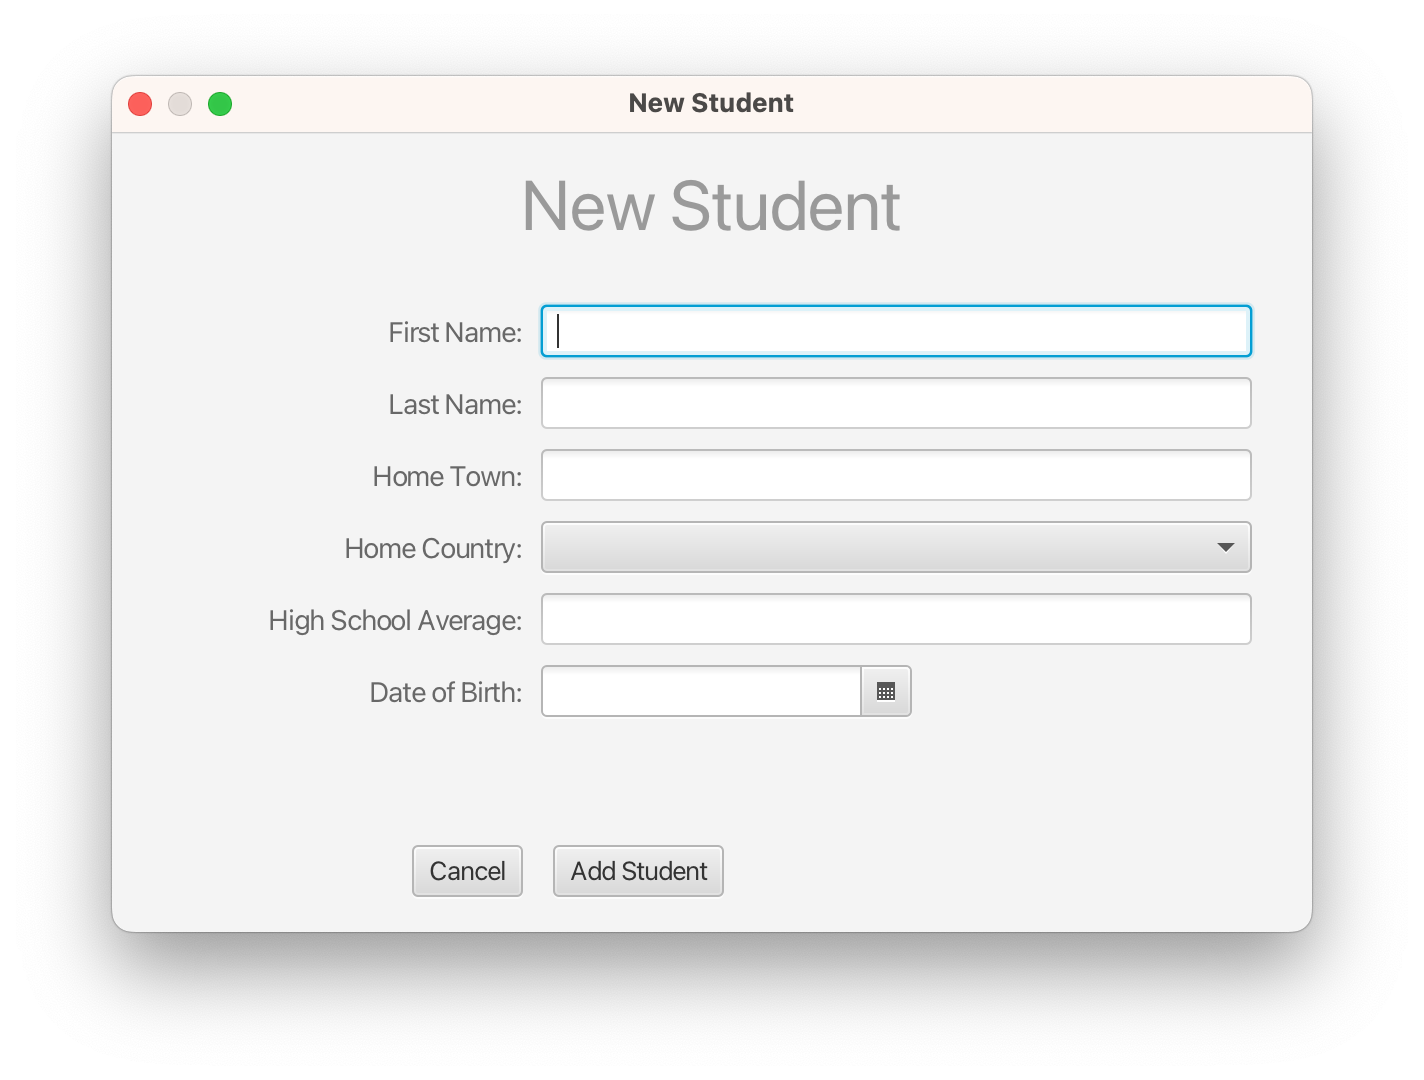 New Student
New Student
First Name:
Last Name:
Home Town:
Home Country:
High School Average:
Date of Birth:
Cancel Add Student